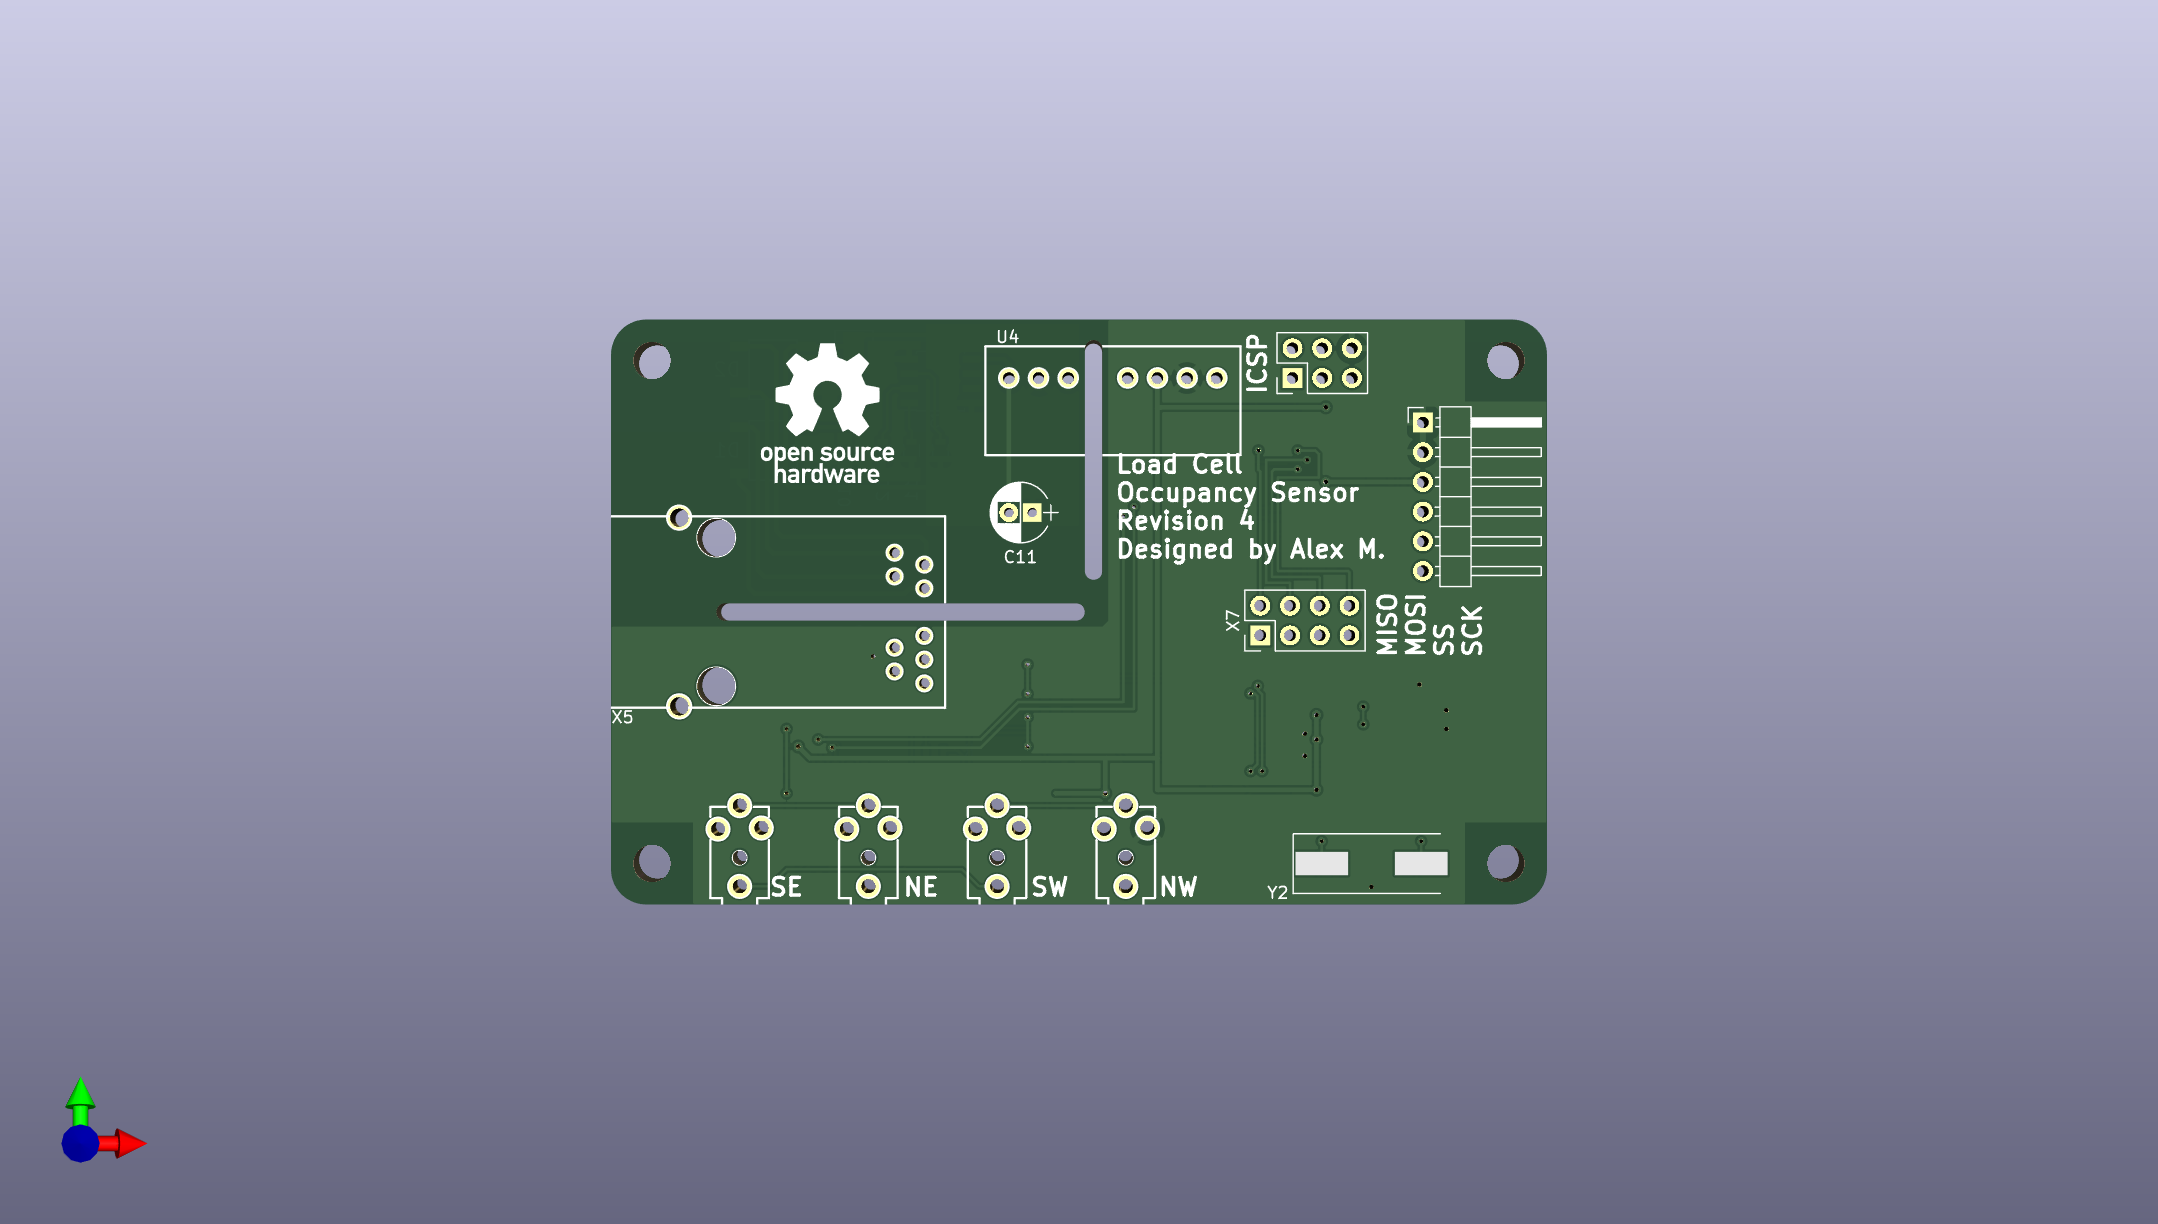 U4
ICSP
open source
hardware
Load Cell
Occupancy Sensor
Revision 4
Designed by Alex M.
+
C11
X7
MISO
MOSI
SS
SCK
X5
SE
NE
SW
NW
Y2